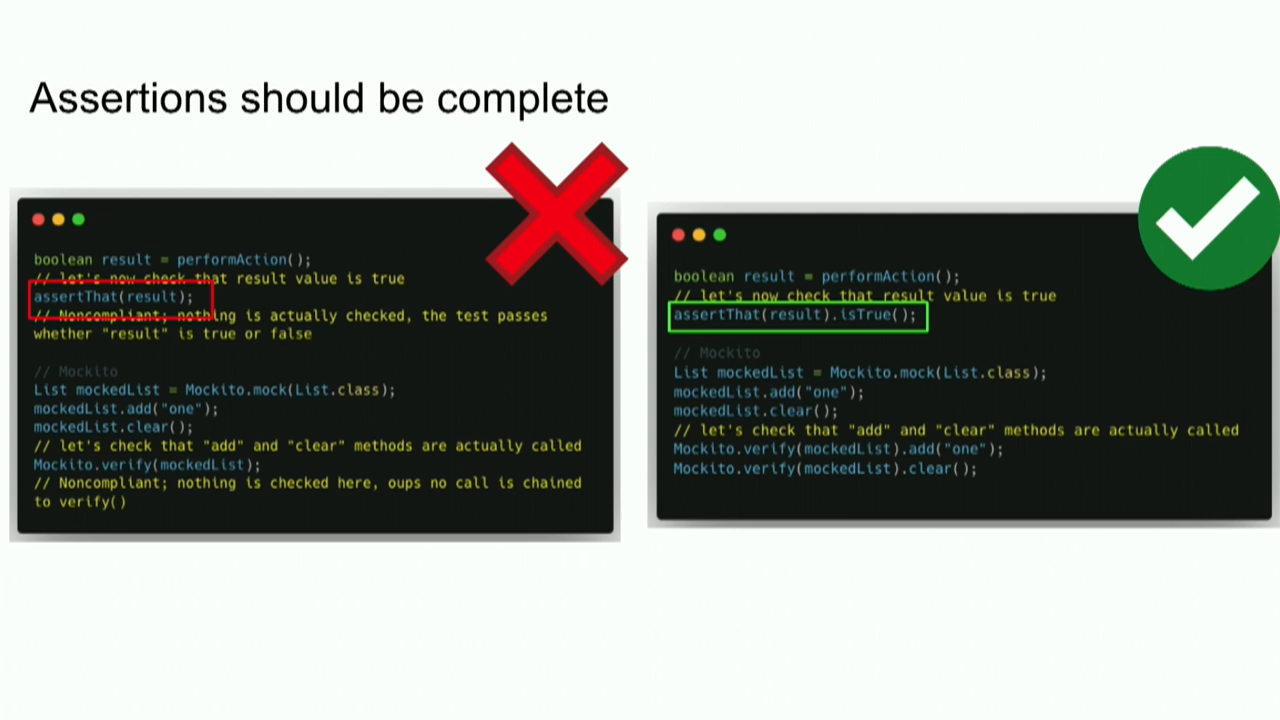 Assertions should be complete
boolean result = performAction();
// let's now check that result value is true
assertThat(result);
// Noncompliant; nothing is actually checked, the test passes
whether "result" is true or false
// Mockito
List mockedList = Mockito.mock(List.class);
mockedList.add("one");
mockedList.clear();
// let's check that "add" and "clear" methods are actually called
Mockito.verify(mockedList);
// Noncompliant; nothing is checked here, oups no call is chained
to verify()
boolean result = performAction();
// let's now check that result value is true
assertThat(result).isTrue();
// Mockito
List mockedList = Mockito.mock(List.class);
mockedList.add("one");
mockedList.clear();
// let's check that "add" and "clear" methods are actually called
Mockito.verify(mockedList).add("one");
Mockito.verify(mockedList).clear();